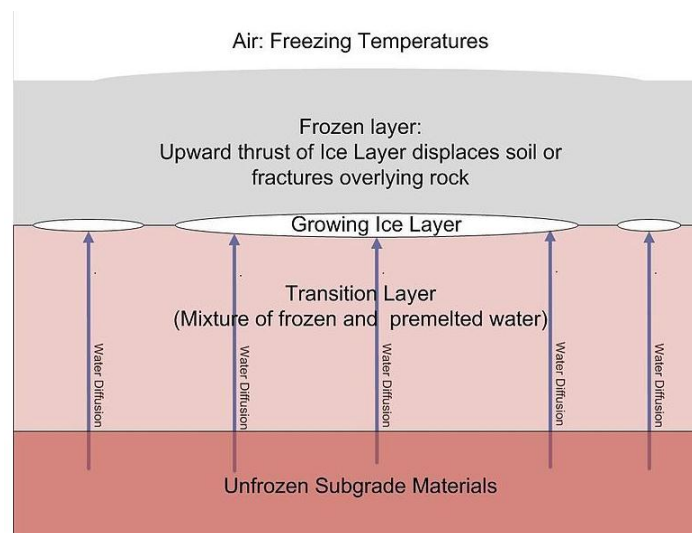 Air: Freezing Temperatures
Frozen layer:
Upward thrust of Ice Layer displaces soil or
fractures overlying rock
Growing Ice Layer
Transition Layer
(Mixture of frozen and premelted water)
Water Diffusion
Water Diffusion
Water Diffusion
Water Diffusion
Water Diffusion
Unfrozen Subgrade Materials